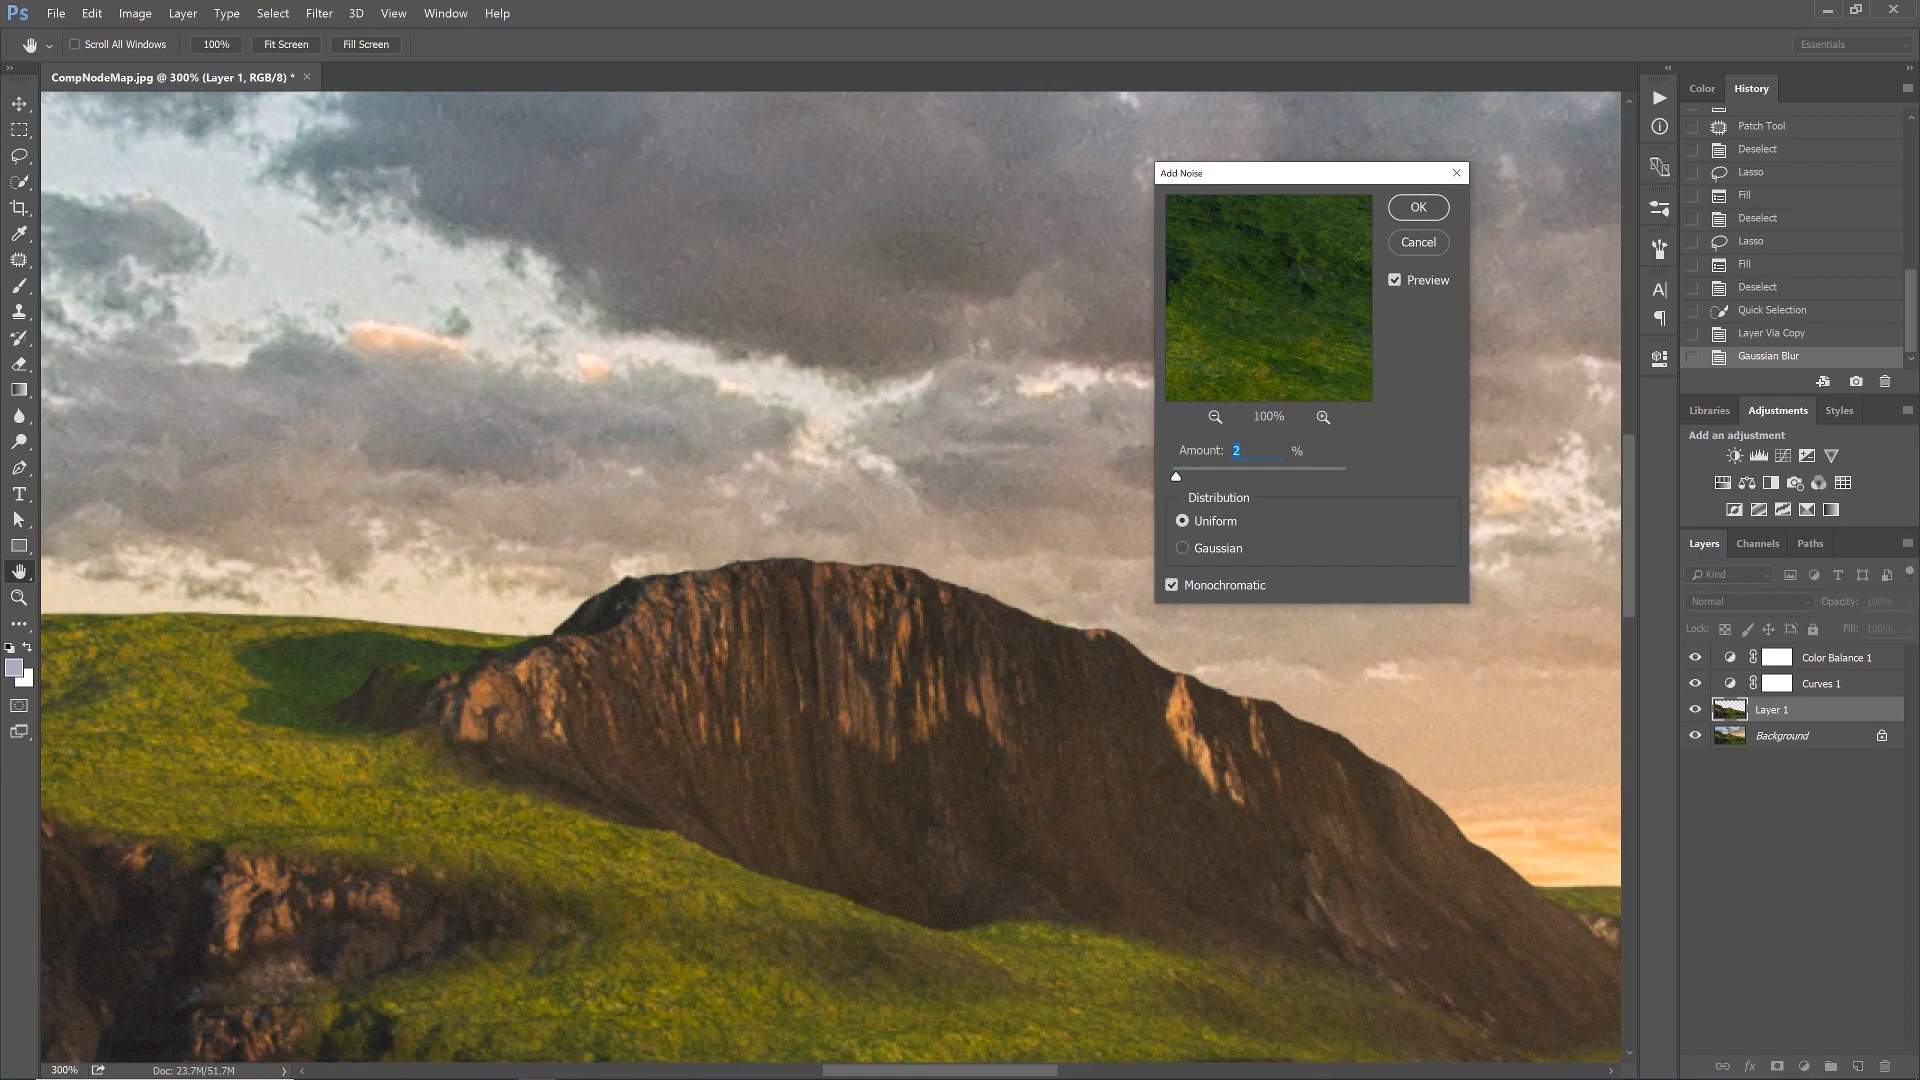 Ps File Edit Image Layer Type Select Filter 3D View Window Help
Scroll All Windows 100% Fit Screen Fill Screen Essentials
CompNodeMap.jpg @ 300% (Layer 1, RGB/8) *
Color History
Patch Tool
Deselect
Lasso
Fill
Deselect
Lasso
Fill
Deselect
Quick Selection
Layer Via Copy
Gaussian Blur
Add Noise
OK
Cancel
Preview
100%
Amount: 2 %
Distribution
Uniform
Gaussian
Monochromatic
Libraries Adjustments Styles
Add an adjustment
Layers Channels Paths
Kind
Normal Opacity: 100%
Lock: Fill: 100%
Color Balance 1
Curves 1
Layer 1
Background
300% Doc: 23.7M/51.7M